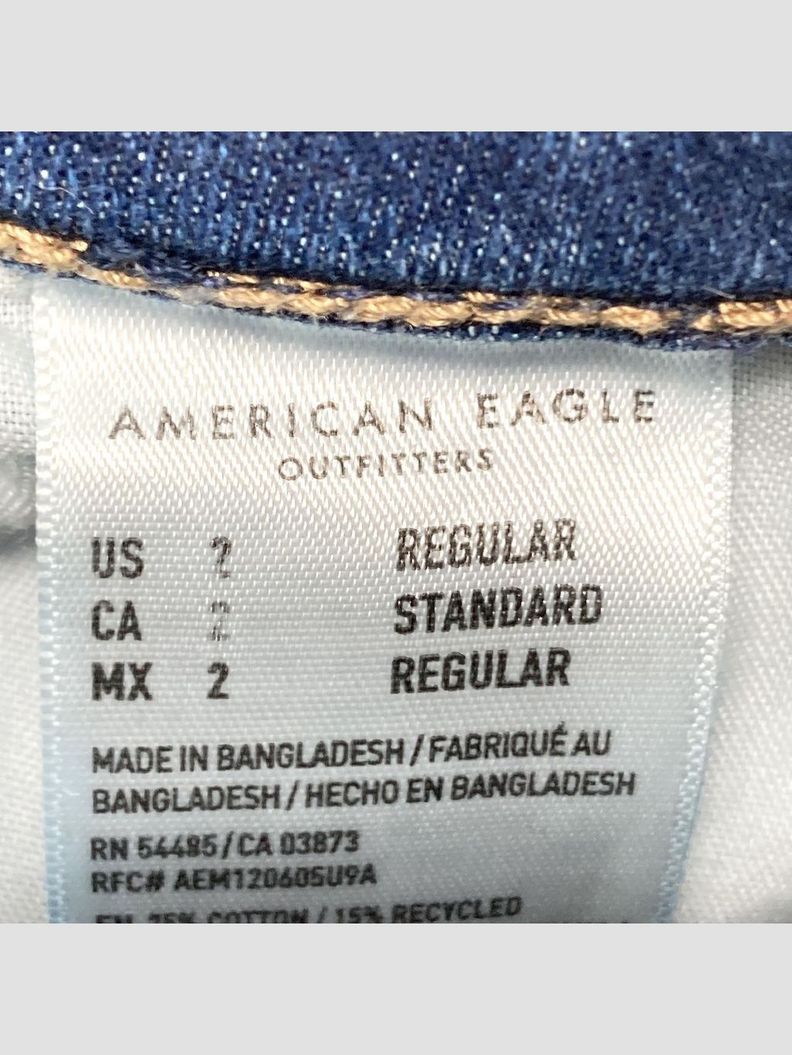 AMERICAN EAGLE
OUTFITTERS
US 2 REGULAR
CA 2 STANDARD
MX 2 REGULAR
MADE IN BANGLADESH / FABRIQUÉ AU
BANGLADESH / HECHO EN BANGLADESH
RN 54485 / CA 03873
RFC# AEM120605U9A
COTTON / 15% RECYCLED